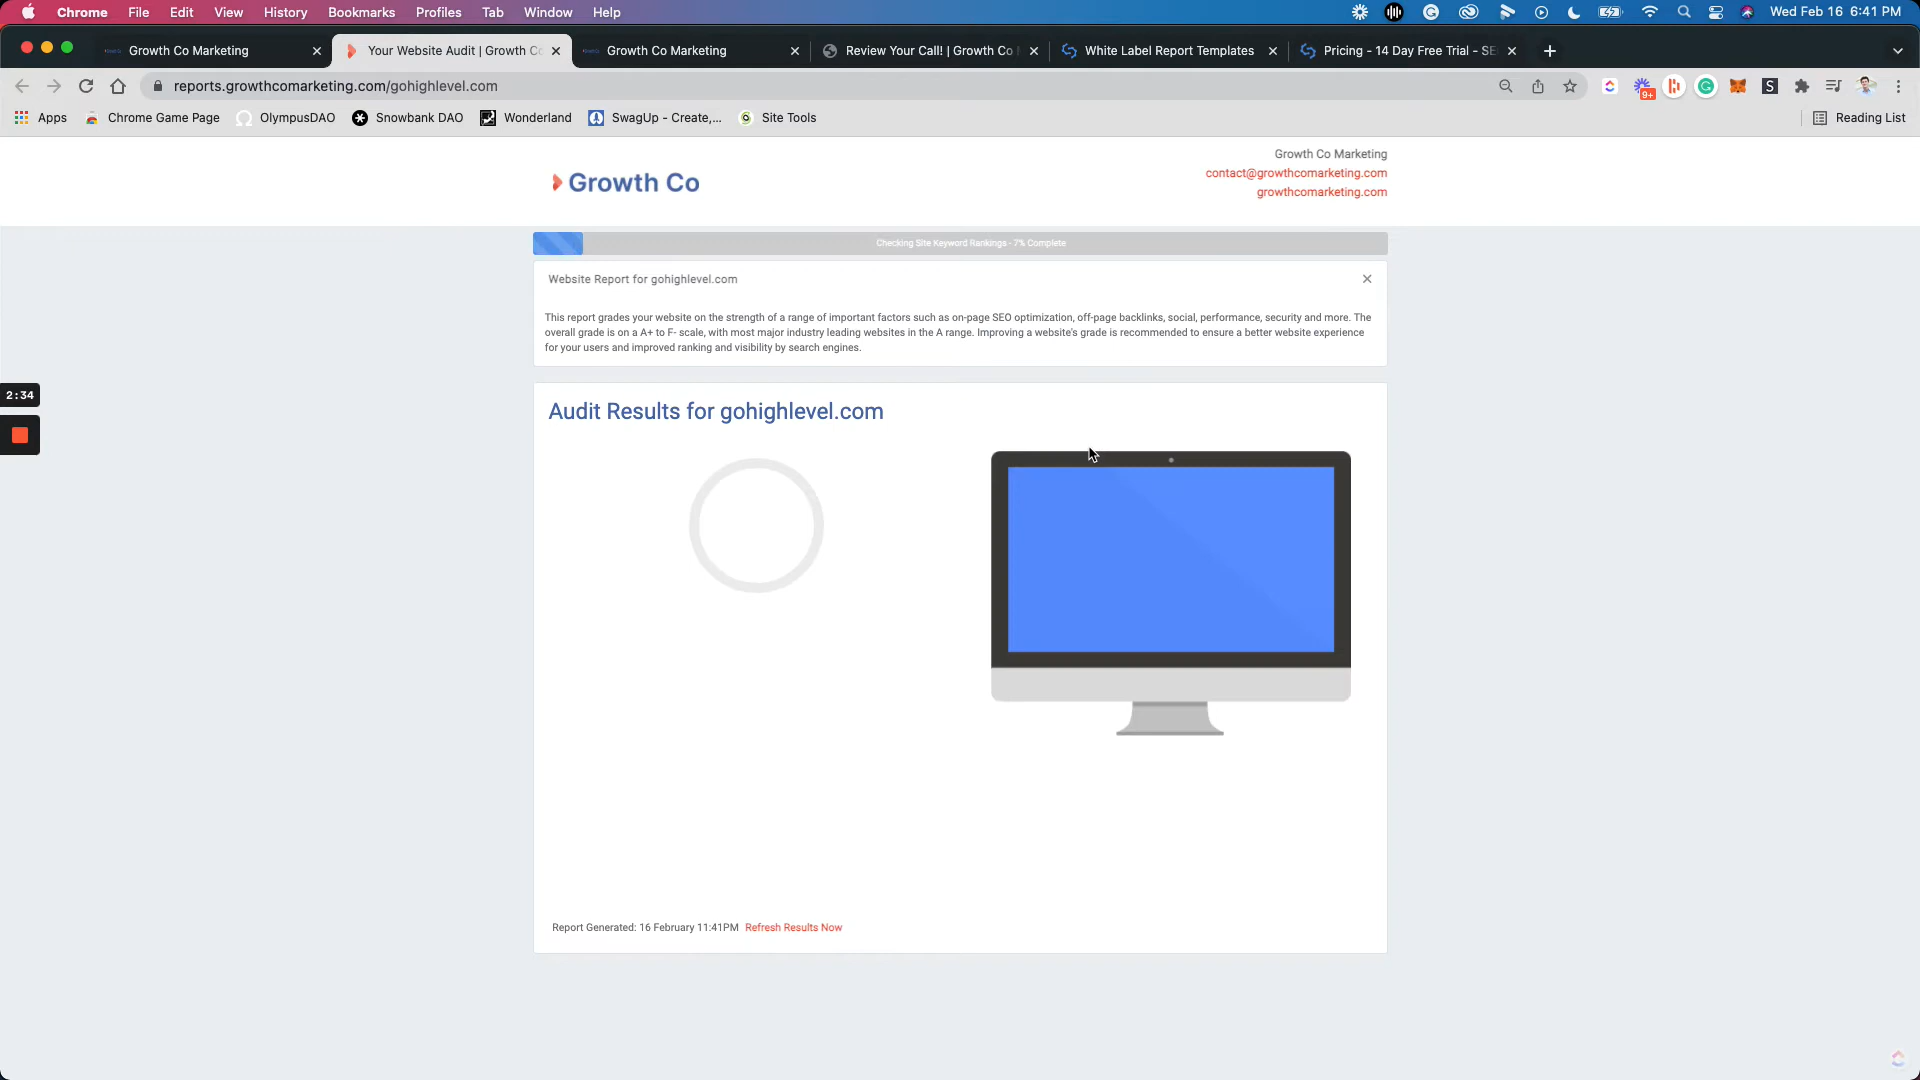 Chrome File Edit View History Bookmarks Profiles Tab Window Help Wed Feb 16 6:41 PM
Growth Co Marketing Your Website Audit | Growth Co Growth Co Marketing Review Your Call! | Growth Co White Label Report Templates Pricing - 14 Day Free Trial - SE
reports.growthcomarketing.com/gohighlevel.com 9+ S
Apps Chrome Game Page OlympusDAO Snowbank DAO Wonderland SwagUp - Create,... Site Tools Reading List
Growth Co
Growth Co Marketing
contact@growthcomarketing.com
growthcomarketing.com
Checking Site Keyword Rankings - 7% Complete
Website Report for gohighlevel.com
This report grades your website on the strength of a range of important factors such as on-page SEO optimization, off-page backlinks, social, performance, security and more. The
overall grade is on a A+ to F- scale, with most major industry leading websites in the A range. Improving a website's grade is recommended to ensure a better website experience
for your users and improved ranking and visibility by search engines.
2:34
Audit Results for gohighlevel.com
Report Generated: 16 February 11:41PM Refresh Results Now